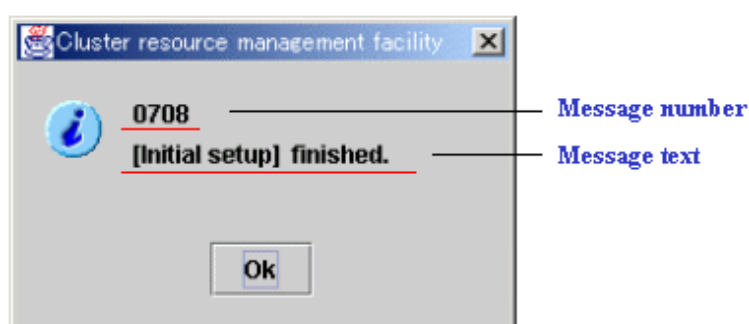 Cluster resource management facility
0708
Message number
[Initial setup] finished.
Message text
Ok